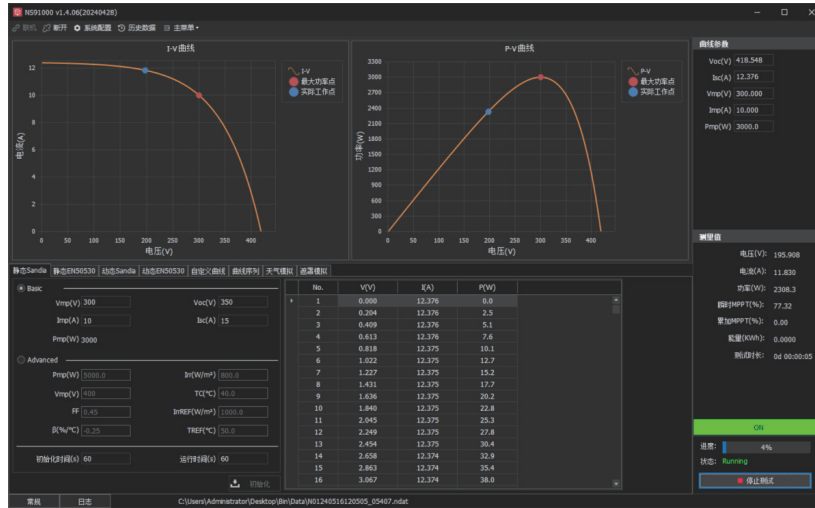 NS91000 v1.4.06(20240428)
联机 断开 系统配置 历史数据 主菜单
I-V曲线
电流(A)
12
10
8
6
4
2
0
0 50 100 150 200 250 300 350 400
电压(V)
I-V
最大功率点
实际工作点
P-V曲线
功率(W)
3300
3000
2700
2400
2100
1800
1500
1200
900
600
300
0
0 50 100 150 200 250 300 350 400
电压(V)
P-V
最大功率点
实际工作点
曲线参数
Voc(V) 418.548
Isc(A) 12.376
Vmp(V) 300.000
Imp(A) 10.000
Pmp(W) 3000.0
静态Sandia 静态EN50530 动态Sandia 动态EN50530 自定义曲线 曲线序列 天气模拟 遮罩模拟
Basic
Vmp(V) 300 Voc(V) 350
Imp(A) 10 Isc(A) 15
Pmp(W) 3000
Advanced
Pmp(W) 5000.0 Irr(W/m²) 800.0
Vmp(V) 400 TC(℃) 40.0
FF 0.45 IrrREF(W/m²) 1000.0
β(%/℃) -0.25 TREF(℃) 50.0
初始化时间(s) 60 运行时间(s) 60
初始化
No. V(V) I(A) P(W)
1 0.000 12.376 0.0
2 0.204 12.376 2.5
3 0.409 12.376 5.1
4 0.613 12.376 7.6
5 0.818 12.375 10.1
6 1.022 12.375 12.7
7 1.227 12.375 15.2
8 1.431 12.375 17.7
9 1.636 12.375 20.2
10 1.840 12.375 22.8
11 2.045 12.375 25.3
12 2.249 12.375 27.8
13 2.454 12.375 30.4
14 2.658 12.374 32.9
15 2.863 12.374 35.4
16 3.067 12.374 38.0
测量值
电压(V): 195.908
电流(A): 11.830
功率(W): 2308.3
瞬时MPPT(%): 77.32
累加MPPT(%): 0.00
能量(KWh): 0.0000
测试时长: 0d 00:00:05
ON
进度: 4%
状态: Running
停止测试
常规 日志 C:\Users\Administrator\Desktop\Bin\Data\N01240516120505_05407.ndat